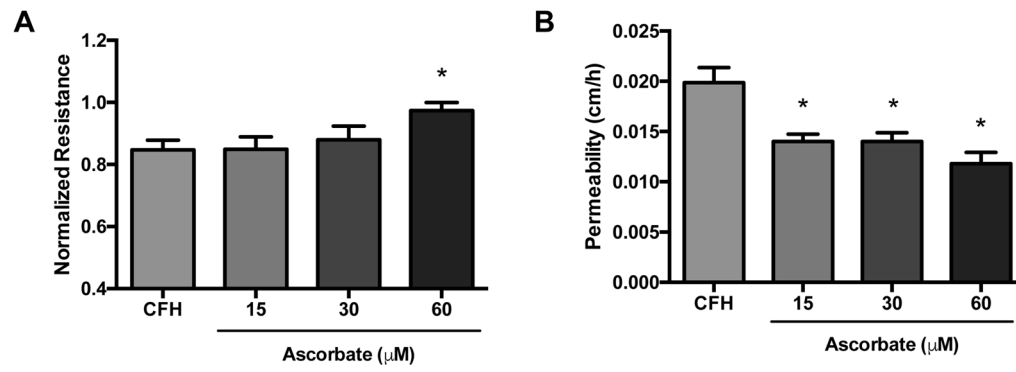 A
Normalized Resistance
1.2
1.0
0.8
0.6
0.4
*
CFH 15 30 60
Ascorbate (μM)
B
Permeability (cm/h)
0.025
0.020
0.015
0.010
0.005
0.000
* * *
CFH 15 30 60
Ascorbate (μM)